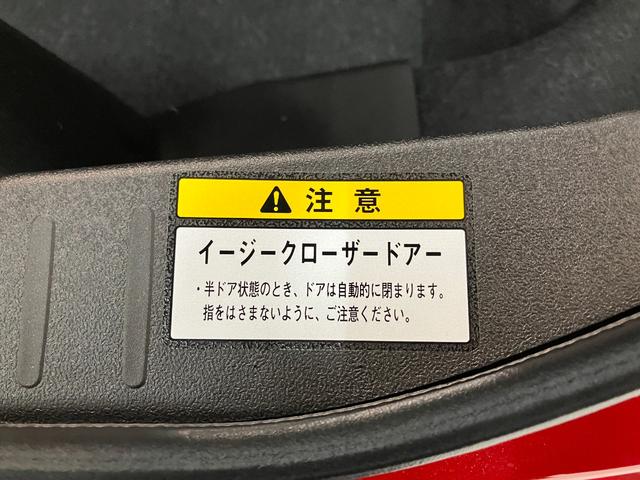 注意
イージークローザードアー
・半ドア状態のとき、ドアは自動的に閉まります。
指をはさまないように、ご注意ください。